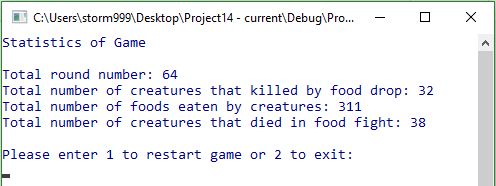 C:\Users\storm999\Desktop\Project14 - current\Debug\Pro...
Statistics of Game
Total round number: 64
Total number of creatures that killed by food drop: 32
Total number of foods eaten by creatures: 311
Total number of creatures that died in food fight: 38
Please enter 1 to restart game or 2 to exit: